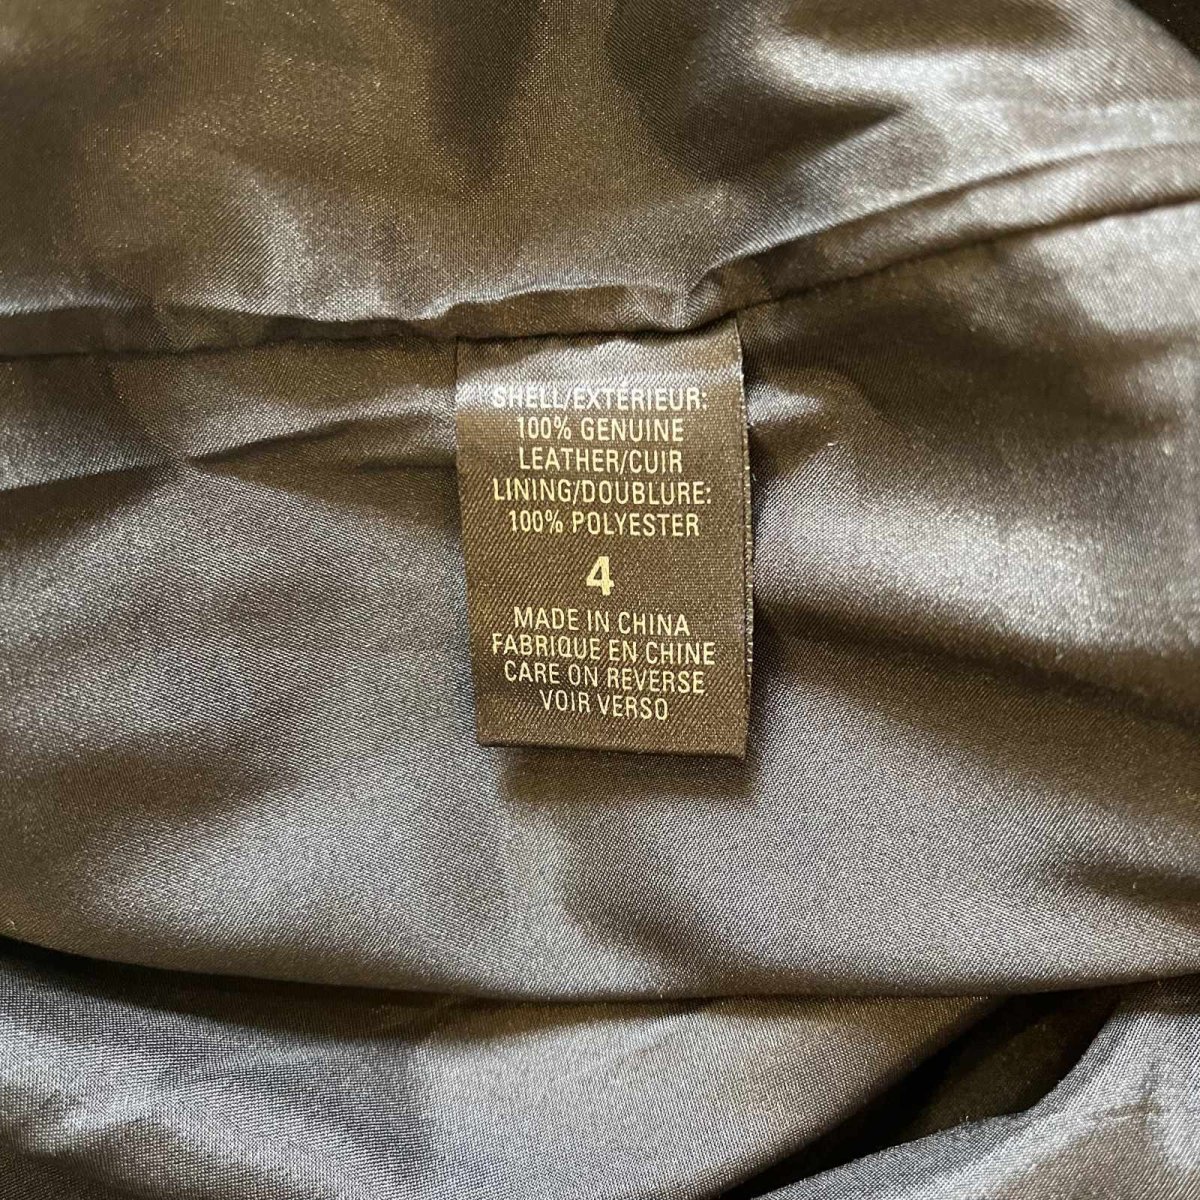 SHELL/EXTÉRIEUR:
100% GENUINE
LEATHER/CUIR
LINING/DOUBLURE:
100% POLYESTER
4
MADE IN CHINA
FABRIQUE EN CHINE
CARE ON REVERSE
VOIR VERSO